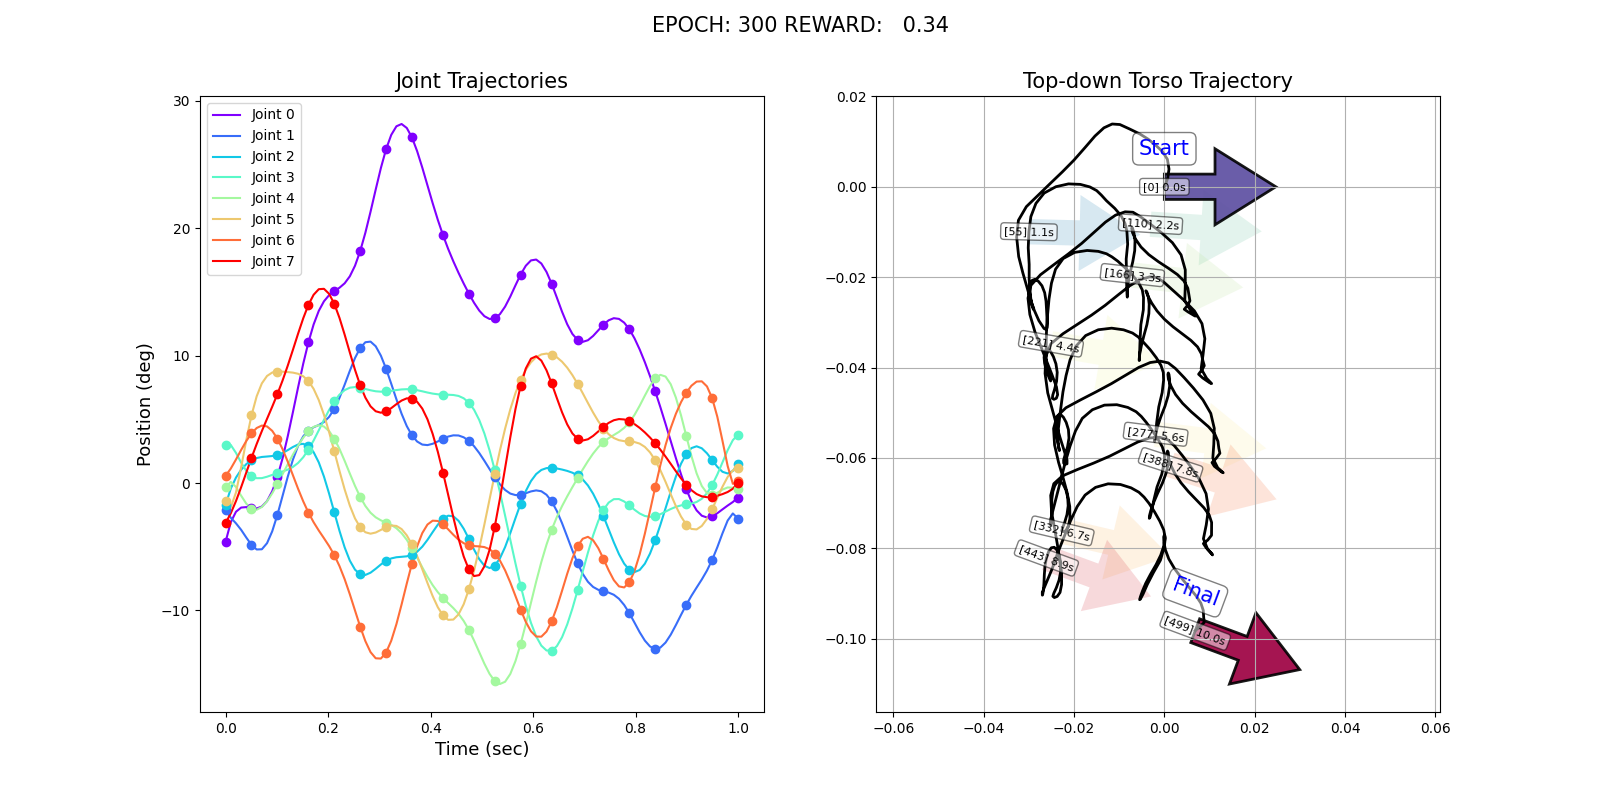 EPOCH: 300 REWARD:   0.34
Joint Trajectories
Position (deg)
30
20
10
0
−10
Joint 0
Joint 1
Joint 2
Joint 3
Joint 4
Joint 5
Joint 6
Joint 7
0.0
0.2
0.4
0.6
0.8
1.0
Time (sec)
Top-down Torso Trajectory
0.02
0.00
−0.02
−0.04
−0.06
−0.08
−0.10
Start
[0] 0.0s
[55] 1.1s
[110] 2.2s
[166] 3.3s
[221] 4.4s
[277] 5.6s
[388] 7.8s
[332] 6.7s
[443] 8.9s
Final
[499] 10.0s
−0.06
−0.04
−0.02
0.00
0.02
0.04
0.06